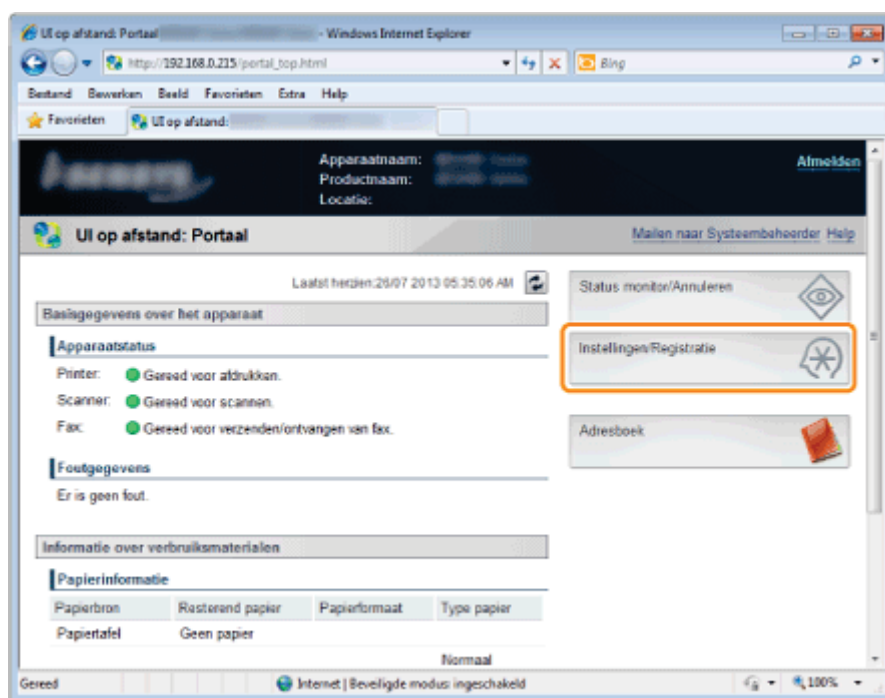 UI op afstand: Portaal - Windows Internet Explorer
http://192.168.0.215/portal_top.html
Bing
Bestand Bewerken Beeld Favorieten Extra Help
Favorieten
UI op afstand:
Apparaatnaam:
Productnaam:
Locatie:
Afmelden
UI op afstand: Portaal
Mailen naar Systeembeheerder Help
Laatst herzien:26/07 2013 05:35:06 AM
Basisgegevens over het apparaat
Apparaatstatus
Printer: Gereed voor afdrukken.
Scanner: Gereed voor scannen.
Fax: Gereed voor verzenden/ontvangen van fax.
Foutgegevens
Er is geen fout.
Informatie over verbruiksmaterialen
Papierinformatie
Papierbron Resterend papier Papierformaat Type papier
Papiertafel Geen papier
Normaal
Status monitor/Annuleren
Instellingen/Registratie
Adresboek
Gereed
Internet | Beveiligde modus: ingeschakeld
100%